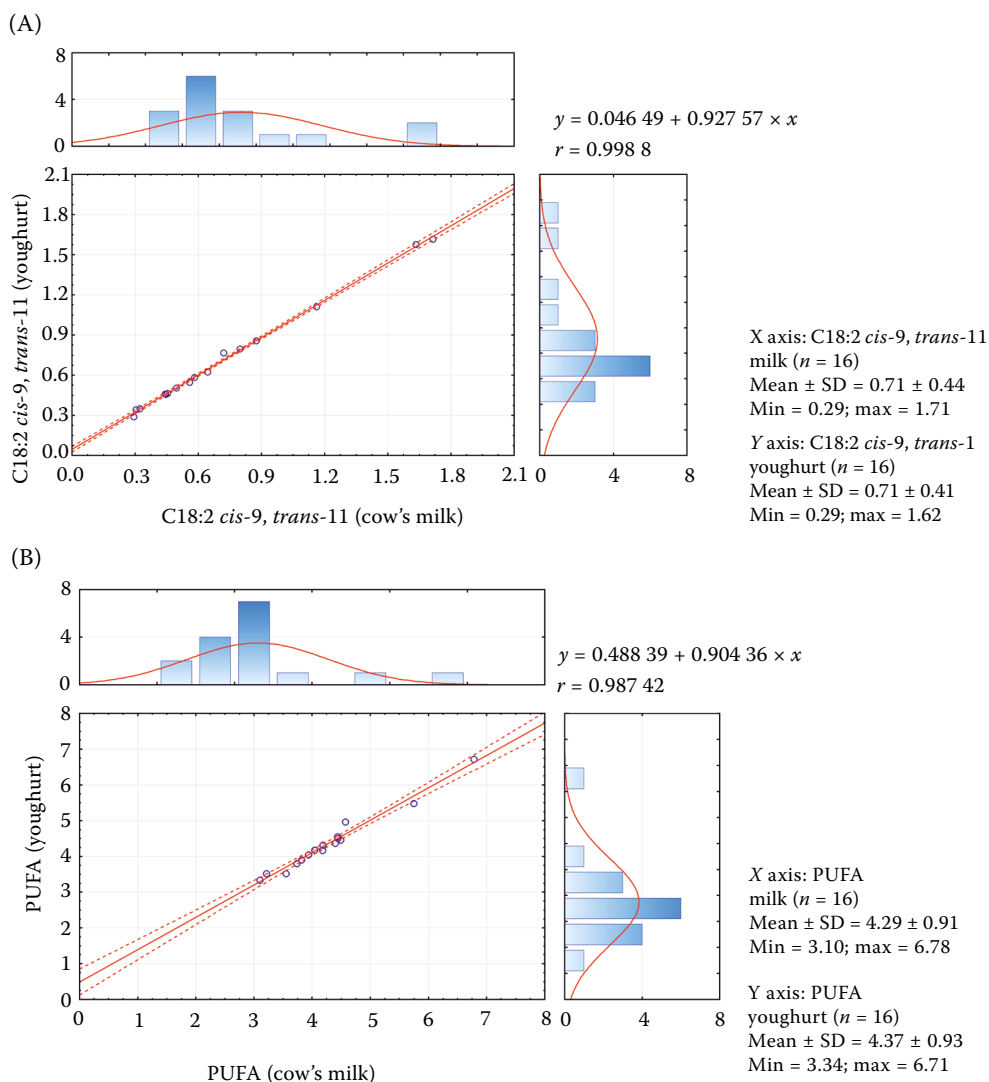 (A)
8
4
0
y = 0.046 49 + 0.927 57 × x
r = 0.998 8
2.1
1.8
1.5
1.2
0.9
0.6
0.3
0.0
C18:2 cis-9, trans-11 (youghurt)
0.0 0.3 0.6 0.9 1.2 1.5 1.8 2.1
C18:2 cis-9, trans-11 (cow's milk)
0 4 8
X axis: C18:2 cis-9, trans-11
milk (n = 16)
Mean ± SD = 0.71 ± 0.44
Min = 0.29; max = 1.71
Y axis: C18:2 cis-9, trans-1
youghurt (n = 16)
Mean ± SD = 0.71 ± 0.41
Min = 0.29; max = 1.62
(B)
8
4
0
y = 0.488 39 + 0.904 36 × x
r = 0.987 42
8
7
6
5
4
3
2
1
0
PUFA (youghurt)
0 1 2 3 4 5 6 7 8
PUFA (cow's milk)
0 4 8
X axis: PUFA
milk (n = 16)
Mean ± SD = 4.29 ± 0.91
Min = 3.10; max = 6.78
Y axis: PUFA
youghurt (n = 16)
Mean ± SD = 4.37 ± 0.93
Min = 3.34; max = 6.71